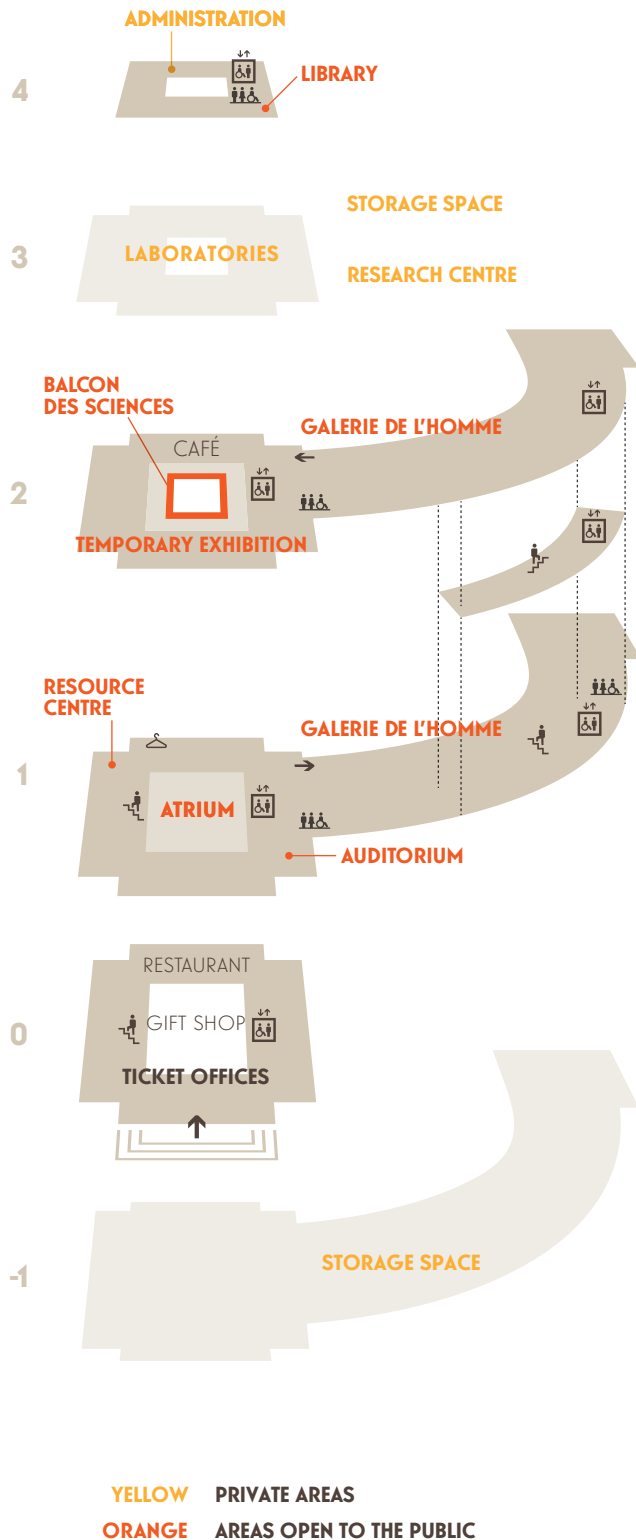 ADMINISTRATION
4
LIBRARY
STORAGE SPACE
3
LABORATORIES
RESEARCH CENTRE
BALCON
DES SCIENCES
GALERIE DE L'HOMME
CAFÉ
2
TEMPORARY EXHIBITION
RESOURCE
CENTRE
GALERIE DE L'HOMME
1
ATRIUM
AUDITORIUM
RESTAURANT
0
GIFT SHOP
TICKET OFFICES
STORAGE SPACE
-1
YELLOW PRIVATE AREAS
ORANGE AREAS OPEN TO THE PUBLIC